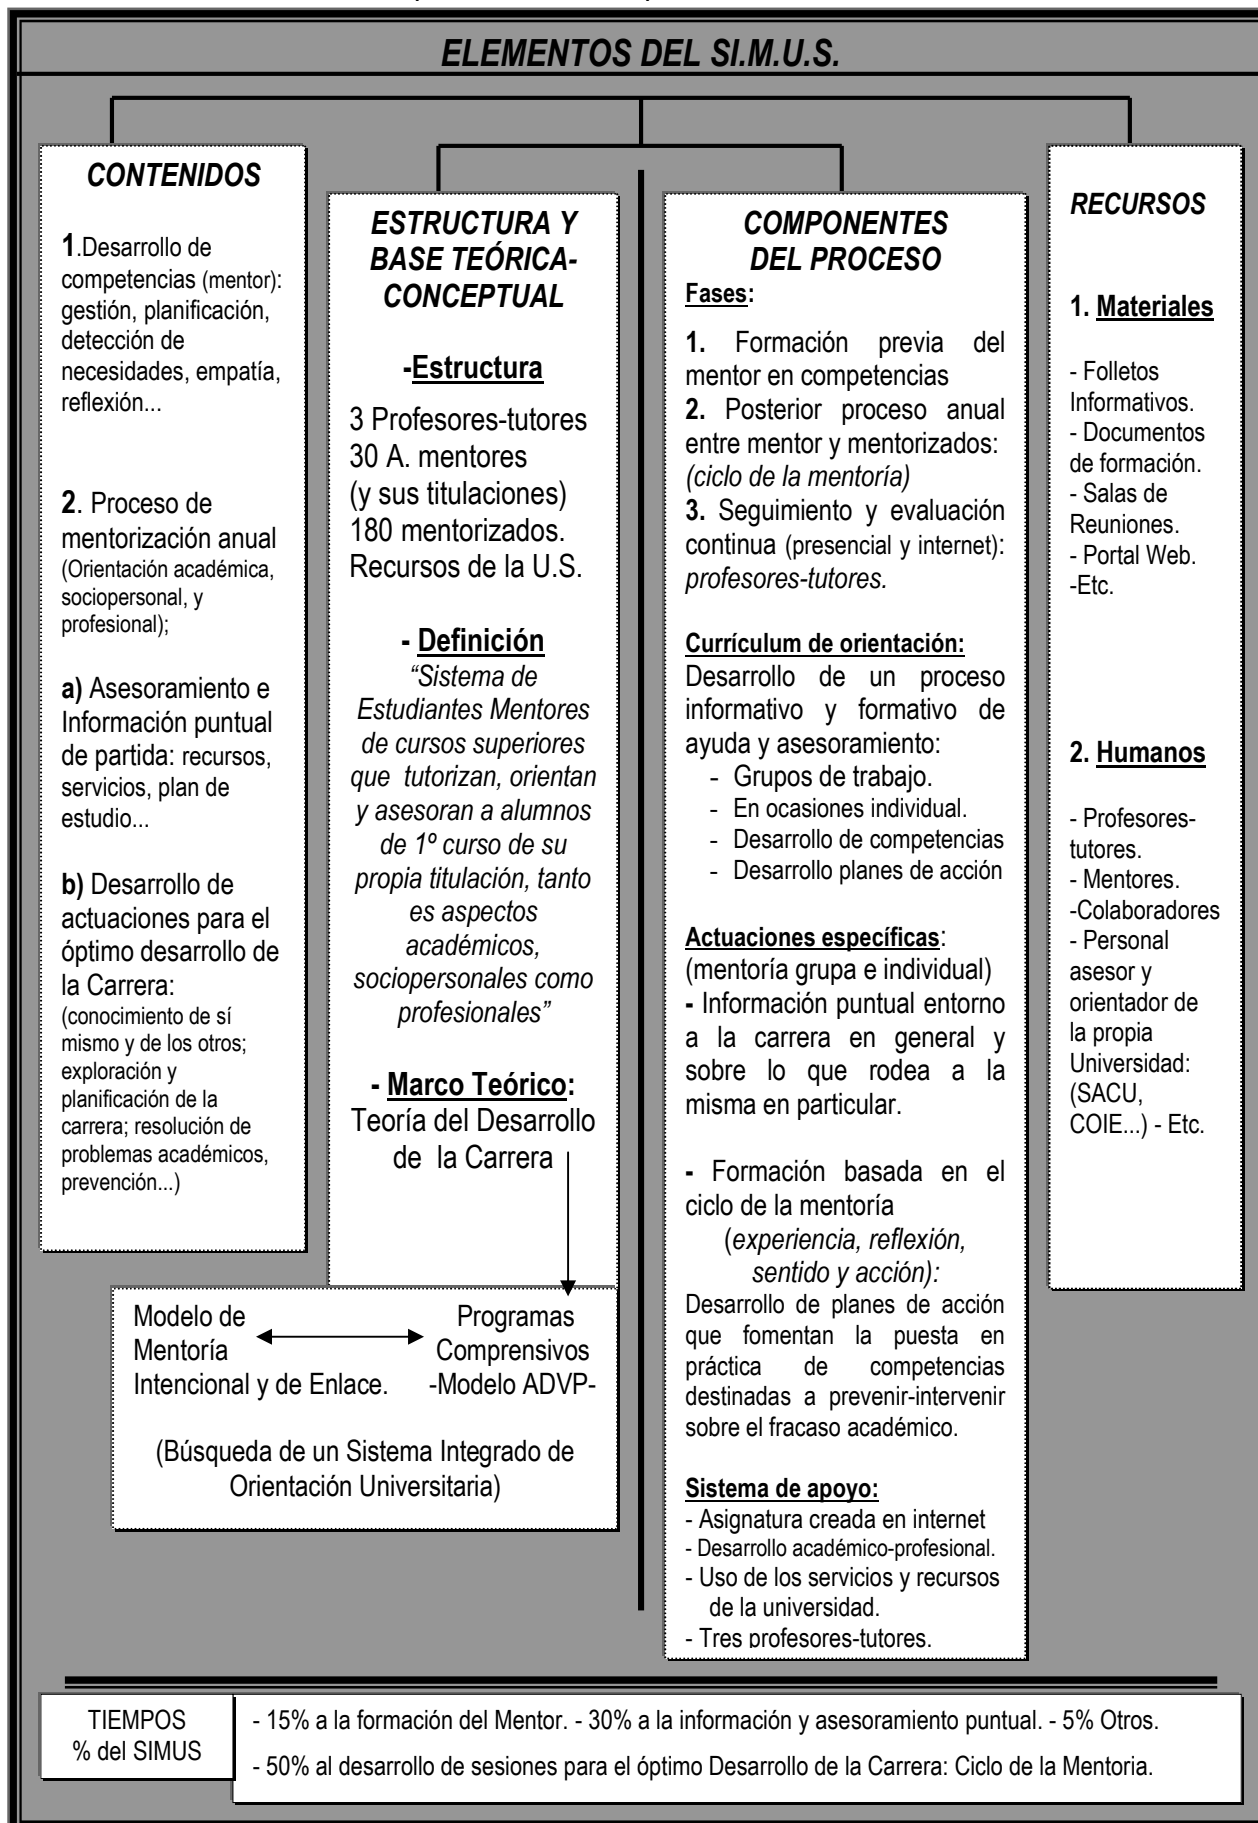 ELEMENTOS DEL SI.M.U.S.
CONTENIDOS
1.Desarrollo de
competencias (mentor):
gestión, planificación,
detección de
necesidades, empatía,
reflexión...
2. Proceso de
mentorización anual
(Orientación académica,
sociopersonal, y
profesional);
a) Asesoramiento e
Información puntual
de partida: recursos,
servicios, plan de
estudio...
b) Desarrollo de
actuaciones para el
óptimo desarrollo de
la Carrera:
(conocimiento de sí
mismo y de los otros;
exploración y
planificación de la
carrera; resolución de
problemas académicos,
prevención...)
ESTRUCTURA Y
BASE TEÓRICA-
CONCEPTUAL
-Estructura
3 Profesores-tutores
30 A. mentores
(y sus titulaciones)
180 mentorizados.
Recursos de la U.S.
- Definición
“Sistema de
Estudiantes Mentores
de cursos superiores
que tutorizan, orientan
y asesoran a alumnos
de 1º curso de su
propia titulación, tanto
es aspectos
académicos,
sociopersonales como
profesionales”
- Marco Teórico:
Teoría del Desarrollo
de la Carrera
Modelo de
Mentoría
Intencional y de Enlace.
Programas
Comprensivos
-Modelo ADVP-
(Búsqueda de un Sistema Integrado de
Orientación Universitaria)
COMPONENTES
DEL PROCESO
Fases:
1. Formación previa del
mentor en competencias
2. Posterior proceso anual
entre mentor y mentorizados:
(ciclo de la mentoría)
3. Seguimiento y evaluación
continua (presencial y internet):
profesores-tutores.
Currículum de orientación:
Desarrollo de un proceso
informativo y formativo de
ayuda y asesoramiento:
- Grupos de trabajo.
- En ocasiones individual.
- Desarrollo de competencias
- Desarrollo planes de acción
Actuaciones específicas:
(mentoría grupa e individual)
- Información puntual entorno
a la carrera en general y
sobre lo que rodea a la
misma en particular.
- Formación basada en el
ciclo de la mentoría
(experiencia, reflexión,
sentido y acción):
Desarrollo de planes de acción
que fomentan la puesta en
práctica de competencias
destinadas a prevenir-intervenir
sobre el fracaso académico.
Sistema de apoyo:
- Asignatura creada en internet
- Desarrollo académico-profesional.
- Uso de los servicios y recursos
de la universidad.
- Tres profesores-tutores.
RECURSOS
1. Materiales
- Folletos
Informativos.
- Documentos
de formación.
- Salas de
Reuniones.
- Portal Web.
-Etc.
2. Humanos
- Profesores-
tutores.
- Mentores.
-Colaboradores
- Personal
asesor y
orientador de
la propia
Universidad:
(SACU,
COIE...) - Etc.
TIEMPOS
% del SIMUS
- 15% a la formación del Mentor. - 30% a la información y asesoramiento puntual. - 5% Otros.
- 50% al desarrollo de sesiones para el óptimo Desarrollo de la Carrera: Ciclo de la Mentoria.